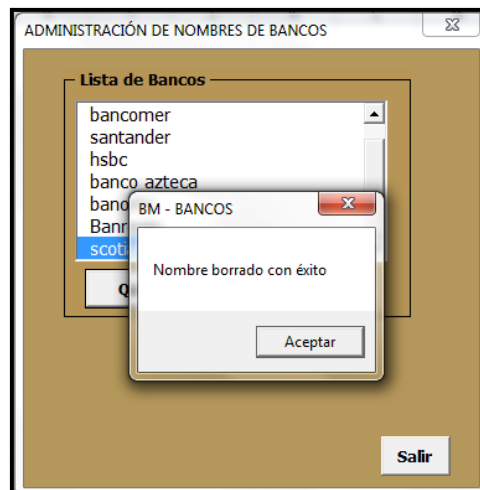 ADMINISTRACIÓN DE NOMBRES DE BANCOS
Lista de Bancos
bancomer
santander
hsbc
banco azteca
BM - BANCOS
Nombre borrado con éxito
Aceptar
Salir